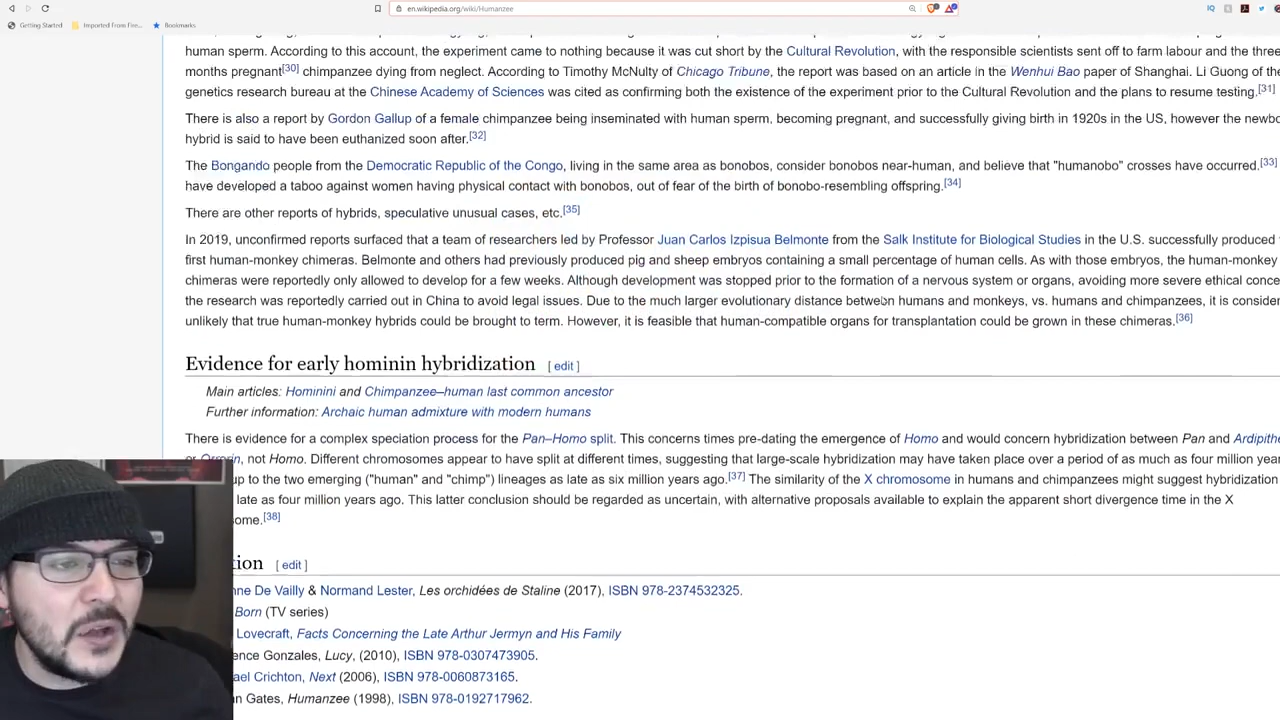 en.wikipedia.org/wiki/Humanzee
IQ
Getting Started
Imported From Fire...
Bookmarks
human sperm. According to this account, the experiment came to nothing because it was cut short by the Cultural Revolution, with the responsible scientists sent off to farm labour and the three
months pregnant[30] chimpanzee dying from neglect. According to Timothy McNulty of Chicago Tribune, the report was based on an article in the Wenhui Bao paper of Shanghai. Li Guong of the
genetics research bureau at the Chinese Academy of Sciences was cited as confirming both the existence of the experiment prior to the Cultural Revolution and the plans to resume testing.[31]
There is also a report by Gordon Gallup of a female chimpanzee being inseminated with human sperm, becoming pregnant, and successfully giving birth in 1920s in the US, however the newbo
hybrid is said to have been euthanized soon after.[32]
The Bongando people from the Democratic Republic of the Congo, living in the same area as bonobos, consider bonobos near-human, and believe that "humanobo" crosses have occurred.[33]
have developed a taboo against women having physical contact with bonobos, out of fear of the birth of bonobo-resembling offspring.[34]
There are other reports of hybrids, speculative unusual cases, etc.[35]
In 2019, unconfirmed reports surfaced that a team of researchers led by Professor Juan Carlos Izpisua Belmonte from the Salk Institute for Biological Studies in the U.S. successfully produced
first human-monkey chimeras. Belmonte and others had previously produced pig and sheep embryos containing a small percentage of human cells. As with those embryos, the human-monkey
chimeras were reportedly only allowed to develop for a few weeks. Although development was stopped prior to the formation of a nervous system or organs, avoiding more severe ethical conce
the research was reportedly carried out in China to avoid legal issues. Due to the much larger evolutionary distance between humans and monkeys, vs. humans and chimpanzees, it is consider
unlikely that true human-monkey hybrids could be brought to term. However, it is feasible that human-compatible organs for transplantation could be grown in these chimeras.[36]
Evidence for early hominin hybridization [ edit ]
Main articles: Hominini and Chimpanzee–human last common ancestor
Further information: Archaic human admixture with modern humans
There is evidence for a complex speciation process for the Pan–Homo split. This concerns times pre-dating the emergence of Homo and would concern hybridization between Pan and Ardipithe
or Orrorin, not Homo. Different chromosomes appear to have split at different times, suggesting that large-scale hybridization may have taken place over a period of as much as four million year
up to the two emerging ("human" and "chimp") lineages as late as six million years ago.[37] The similarity of the X chromosome in humans and chimpanzees might suggest hybridization
late as four million years ago. This latter conclusion should be regarded as uncertain, with alternative proposals available to explain the apparent short divergence time in the X
some.[38]
tion [ edit ]
nne De Vailly & Normand Lester, Les orchidées de Staline (2017), ISBN 978-2374532325.
Born (TV series)
Lovecraft, Facts Concerning the Late Arthur Jermyn and His Family
ence Gonzales, Lucy, (2010), ISBN 978-0307473905.
ael Crichton, Next (2006), ISBN 978-0060873165.
n Gates, Humanzee (1998), ISBN 978-0192717962.